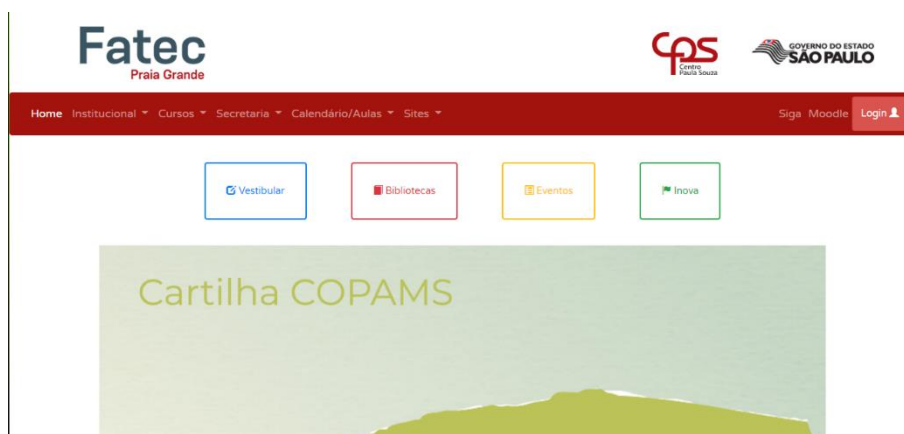 Fatec
Praia Grande
CPS
Centro
Paula Souza
GOVERNO DO ESTADO
SÃO PAULO
Home Institucional Cursos Secretaria Calendário/Aulas Sites Siga Moodle Login
Vestibular Bibliotecas Eventos Inova
Cartilha COPAMS